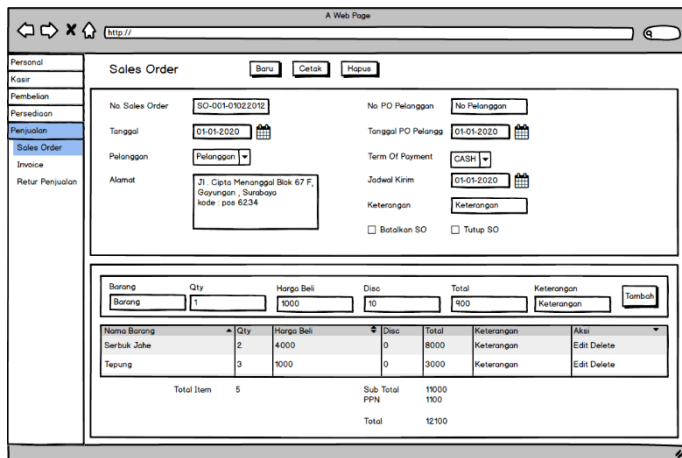 A Web Page
http://
Personal
Kasir
Pembelian
Persediaan
Penjualan
Sales Order
Invoice
Retur Penjualan
Sales Order
Baru Cetak Hapus
No. Sales Order SO-001-01022012 No. PO Pelanggan No Pelanggan
Tanggal 01-01-2020 Tanggal PO Pelangg 01-01-2020
Pelanggan Pelanggan Term Of Payment CASH
Alamat Jl . Cipta Menanggal Blok 67 F, Jadwal Kirim 01-01-2020
Gayungan , Surabaya
kode : pos 6234
Keterangan Keterangan
Batalkan SO Tutup SO
Barang Qty Harga Beli Disc Total Keterangan
Barang 1 1000 10 900 Keterangan Tambah
Nama Barang Qty Harga Beli Disc Total Keterangan Aksi
Serbuk Jahe 2 4000 0 8000 Keterangan Edit Delete
Tepung 3 1000 0 3000 Keterangan Edit Delete
Total Item 5 Sub Total 11000
PPN 1100
Total 12100